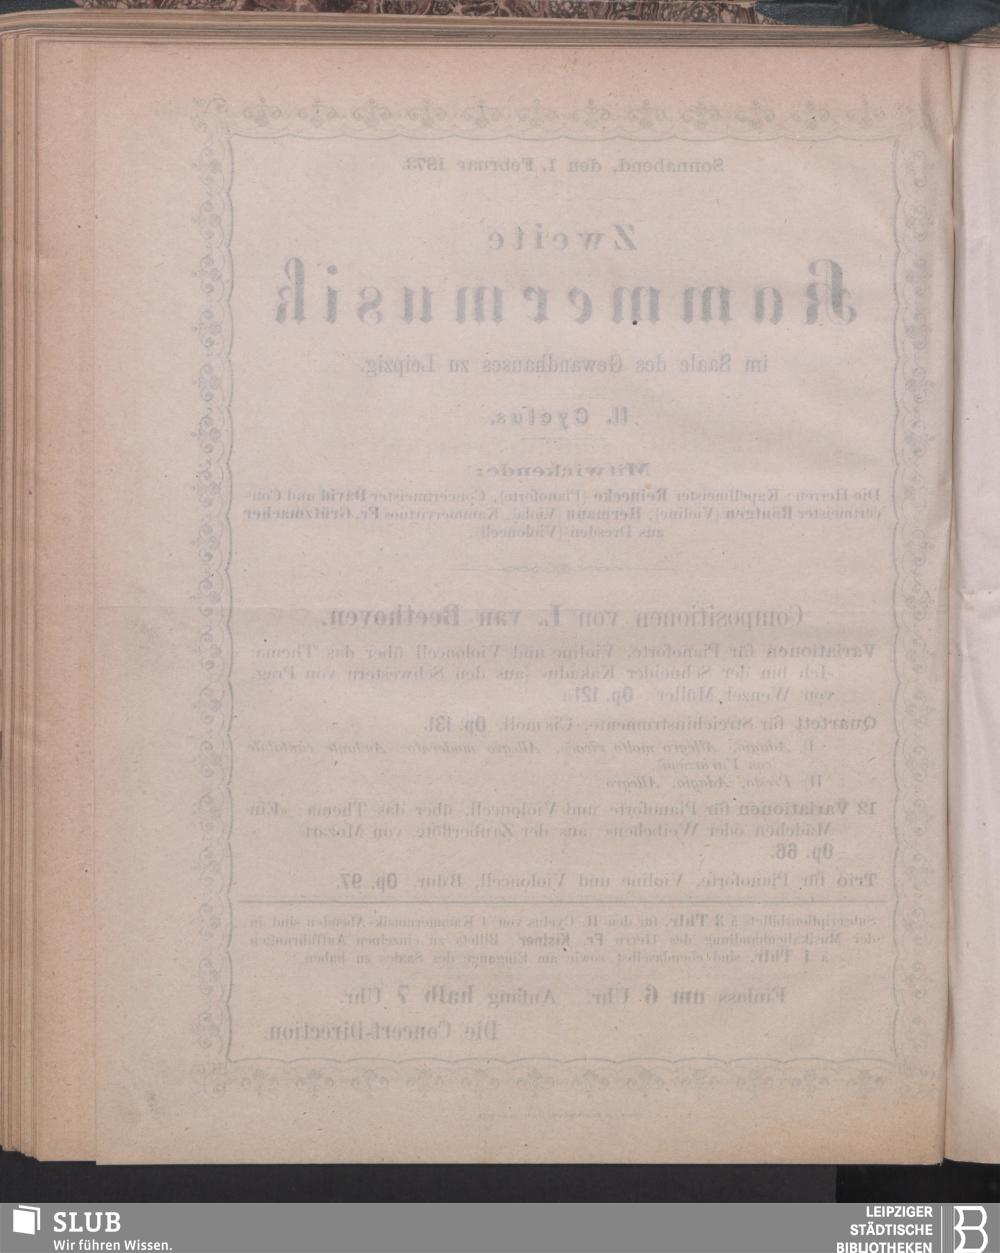 Sonnabend, den 1. Februar 1873.
Zweite
Kammermusik
im Saale des Gewandhauses zu Leipzig.
II. Cyclus.
Mitwirkende:
Die Herren: Kapellmeister Reinecke (Pianoforte), Concertmeister David und Con-
certmeister Röntgen (Violine), Hermann (Viola), Kammervirtuos Fr. Grützmacher
aus Dresden (Violoncell).
Compositionen von L. van Beethoven.
Variationen für Pianoforte, Violine und Violoncell über das Thema:
»Ich bin der Schneider Kakadu« (aus den Schwestern von Prag,
von Wenzel Müller. Op. 121a
Quartett für Streichinstrumente, Cismoll, Op. 131.
I) Adagio, Allegro molto vivace, Allegro moderato, Andante cantabile
con Variazioni.
II) Presto, Adagio, Allegro
12 Variationen für Pianoforte und Violoncell, über das Thema: »Ein
Mädchen oder Weibchen« aus der Zauberflöte von Mozart
Op. 66.
Trio für Pianoforte, Violine und Violoncell, Bdur, Op. 97.
Subscriptionsbillets à 3 Thlr. für den II. Cyclus von 4 Kammermusik-Abenden sind in
der Musikalienhandlung des Herrn Fr. Kistner, Billets zu einzelnen Aufführungen
à 1 Thlr. sind ebendaselbst sowie am Eingange des Saales zu haben.
Einlass um 6 Uhr. Anfang halb 7 Uhr.
Die Concert-Direction.
SLUB
Wir führen Wissen.
LEIPZIGER
STÄDTISCHE
BIBLIOTHEKEN